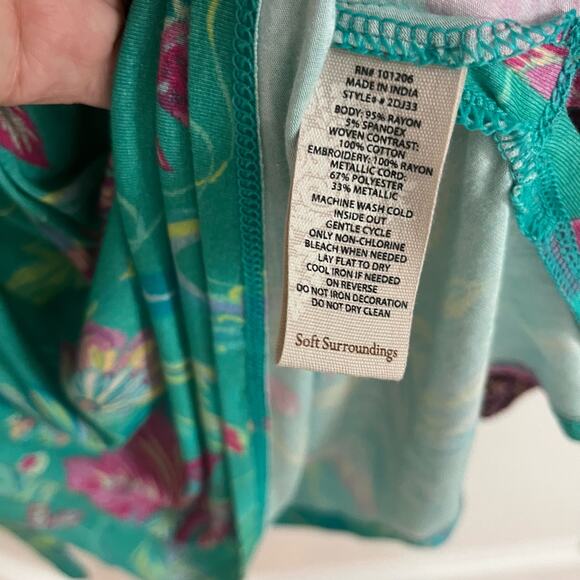 RN# 101206
MADE IN INDIA
STYLE# # 2DJ33
BODY: 95% RAYON
5% SPANDEX
WOVEN CONTRAST:
100% COTTON
EMBROIDERY: 100% RAYON
METALLIC CORD:
67% POLYESTER
33% METALLIC
MACHINE WASH COLD
INSIDE OUT
GENTLE CYCLE
ONLY NON-CHLORINE
BLEACH WHEN NEEDED
LAY FLAT TO DRY
COOL IRON IF NEEDED
ON REVERSE
DO NOT IRON DECORATION
DO NOT DRY CLEAN
Soft Surroundings